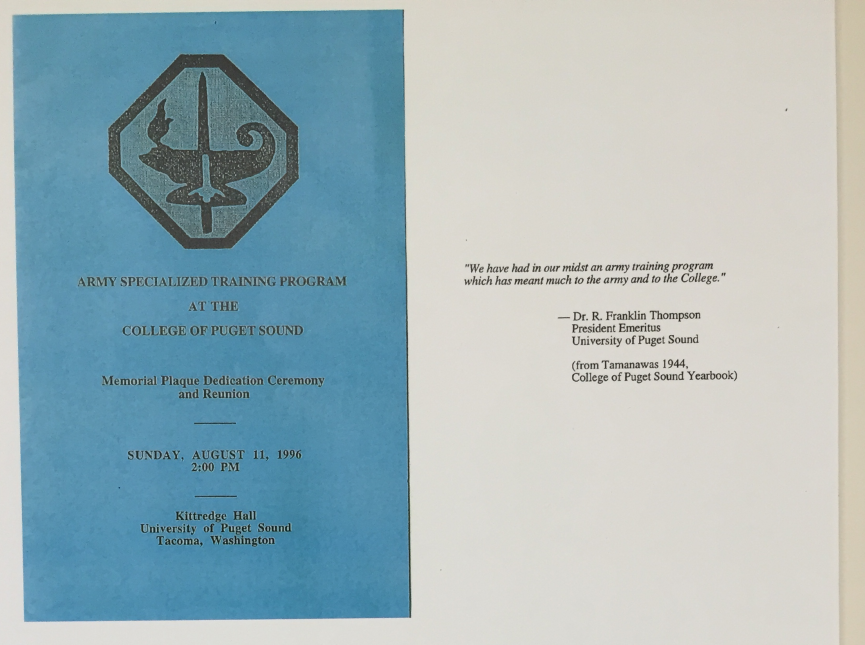 ARMY SPECIALIZED TRAINING PROGRAM
AT THE
COLLEGE OF PUGET SOUND
Memorial Plaque Dedication Ceremony
and Reunion
SUNDAY, AUGUST 11, 1996
2:00 PM
Kittredge Hall
University of Puget Sound
Tacoma, Washington
"We have had in our midst an army training program
which has meant much to the army and to the College."
— Dr. R. Franklin Thompson
President Emeritus
University of Puget Sound
(from Tamanawas 1944,
College of Puget Sound Yearbook)